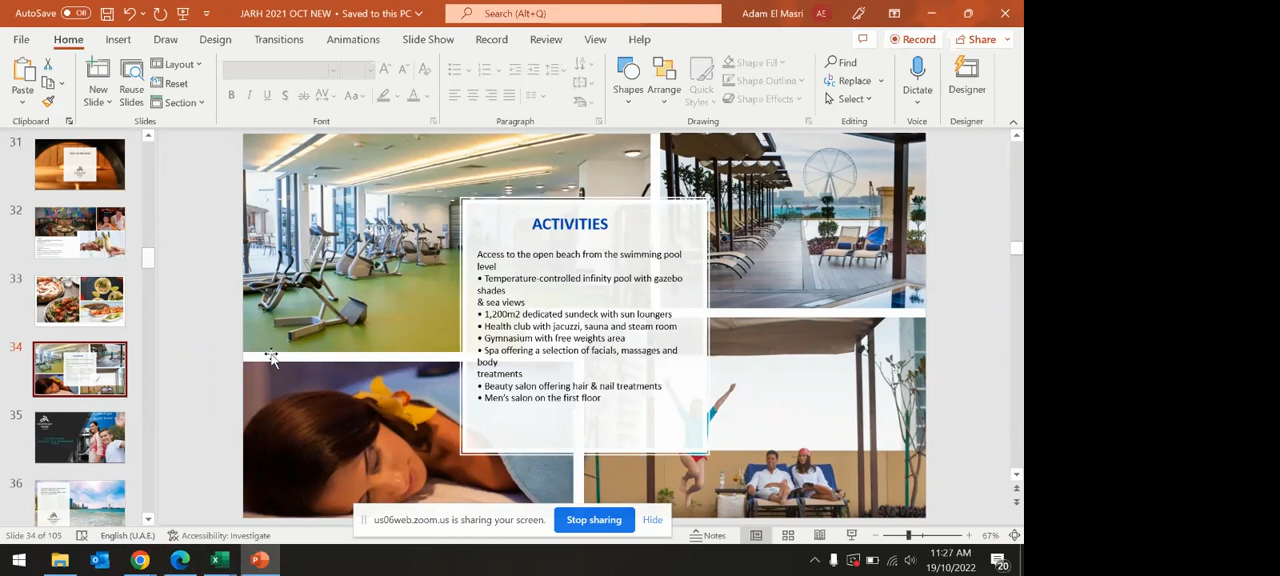 AutoSave Off
JARH 2021 OCT NEW • Saved to this PC
Search (Alt+Q)
Adam El Masri AE
File Home Insert Draw Design Transitions Animations Slide Show Record Review View Help
Record Share
Paste
New
Slide
Reuse
Slides
Layout
Reset
Section
B I U S ab AV Aa A
Shapes
Arrange
Quick
Styles
Shape Fill
Shape Outline
Shape Effects
Find
Replace
Select
Dictate
Designer
Clipboard Slides Font Paragraph Drawing Editing Voice Designer
31
32
33
34
35
36
ACTIVITIES
Access to the open beach from the swimming pool
level
• Temperature-controlled infinity pool with gazebo
shades
& sea views
• 1,200m2 dedicated sundeck with sun loungers
• Health club with jacuzzi, sauna and steam room
• Gymnasium with free weights area
• Spa offering a selection of facials, massages and
body
treatments
• Beauty salon offering hair & nail treatments
• Men's salon on the first floor
us06web.zoom.us is sharing your screen.
Stop sharing
Hide
Slide 34 of 105
English (U.A.E.)
Accessibility: Investigate
Notes
67%
11:27 AM
19/10/2022
20